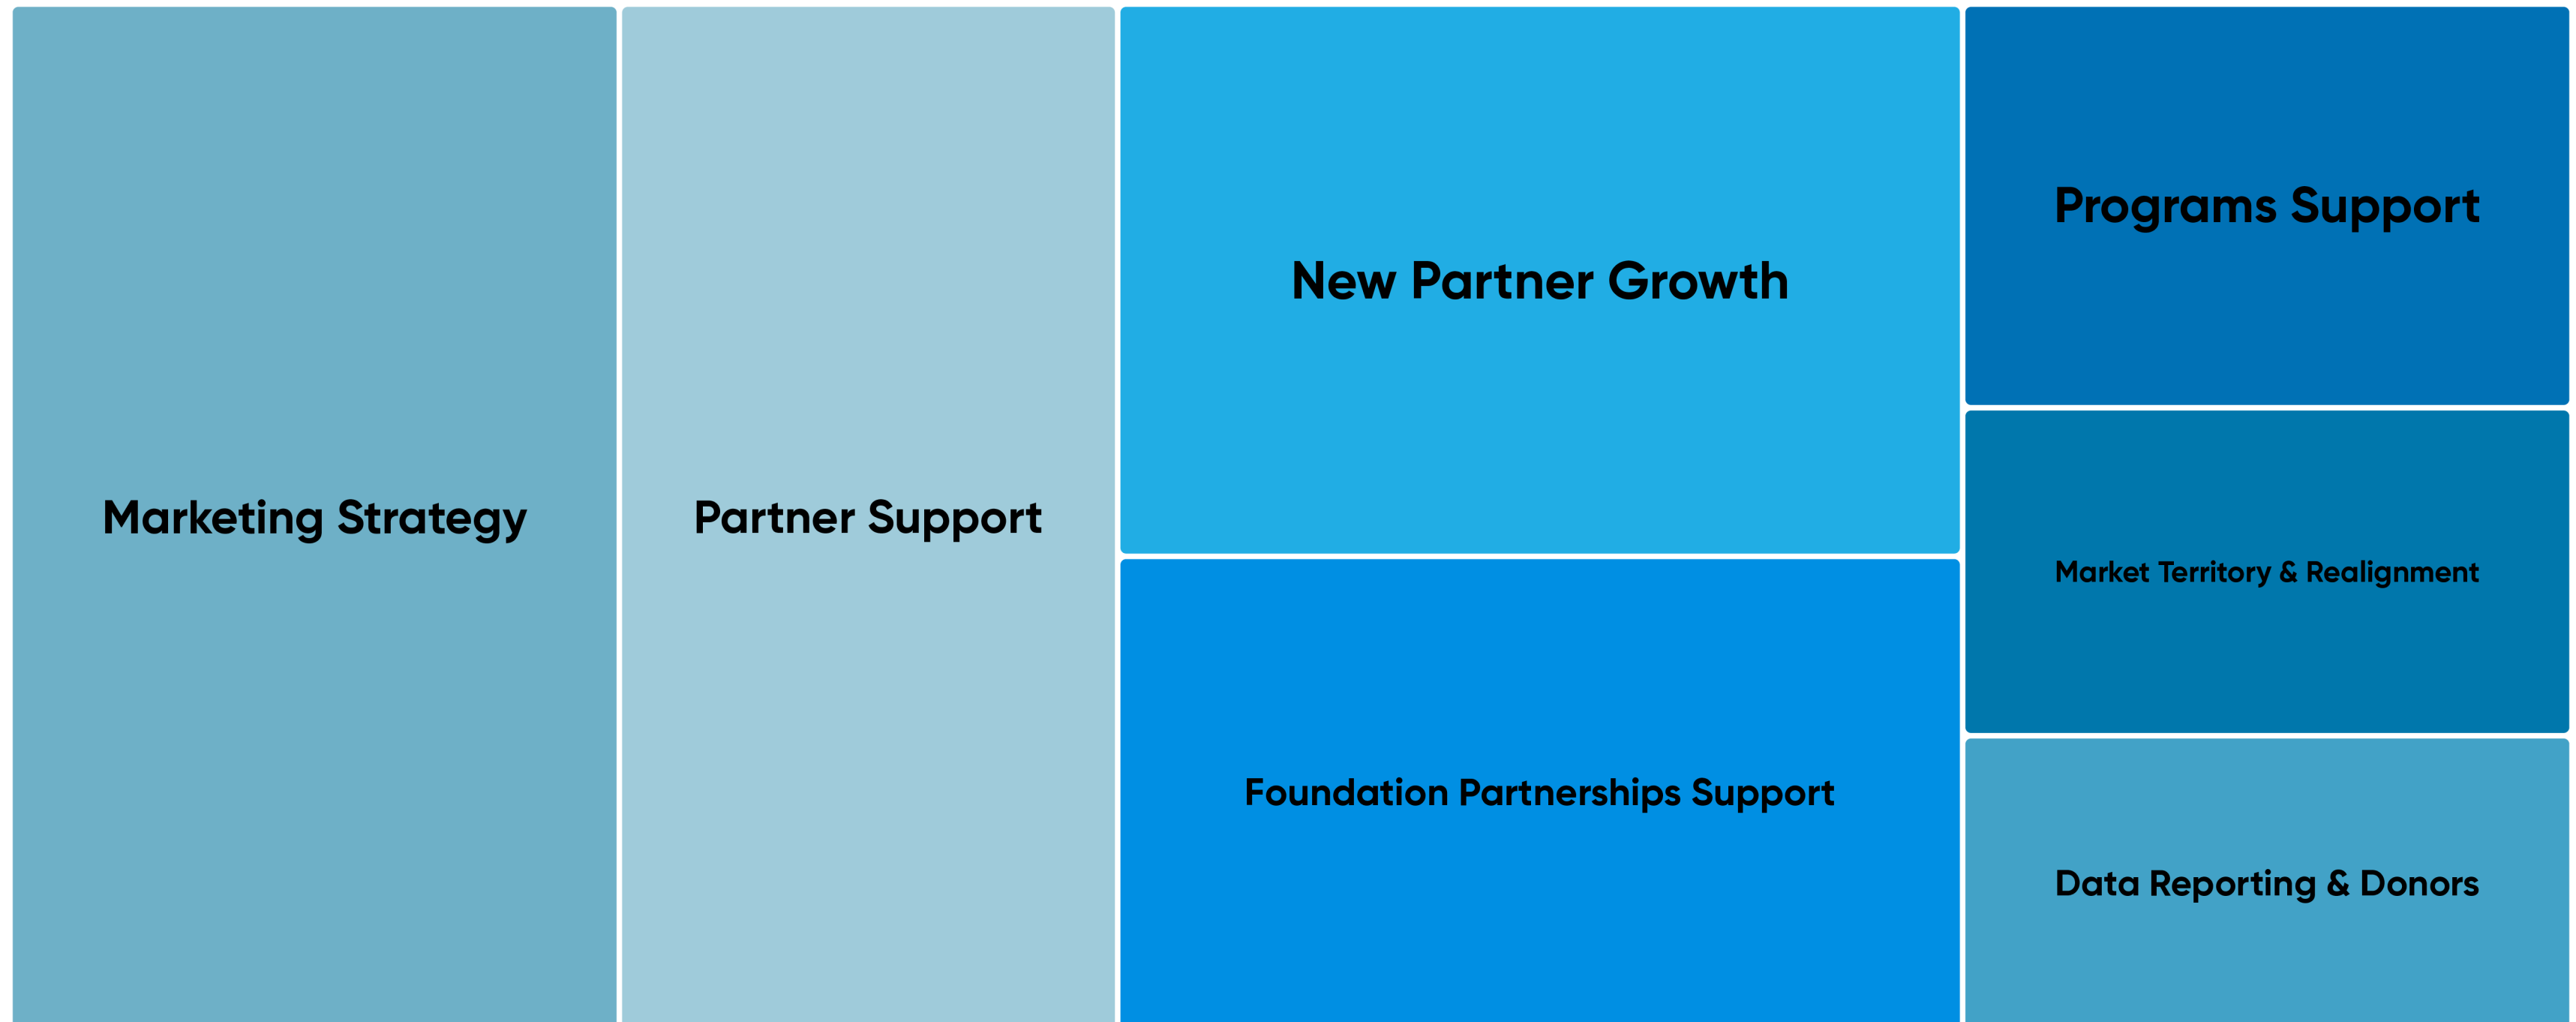 Marketing Strategy
Partner Support
New Partner Growth
Foundation Partnerships Support
Programs Support
Market Territory & Realignment
Data Reporting & Donors